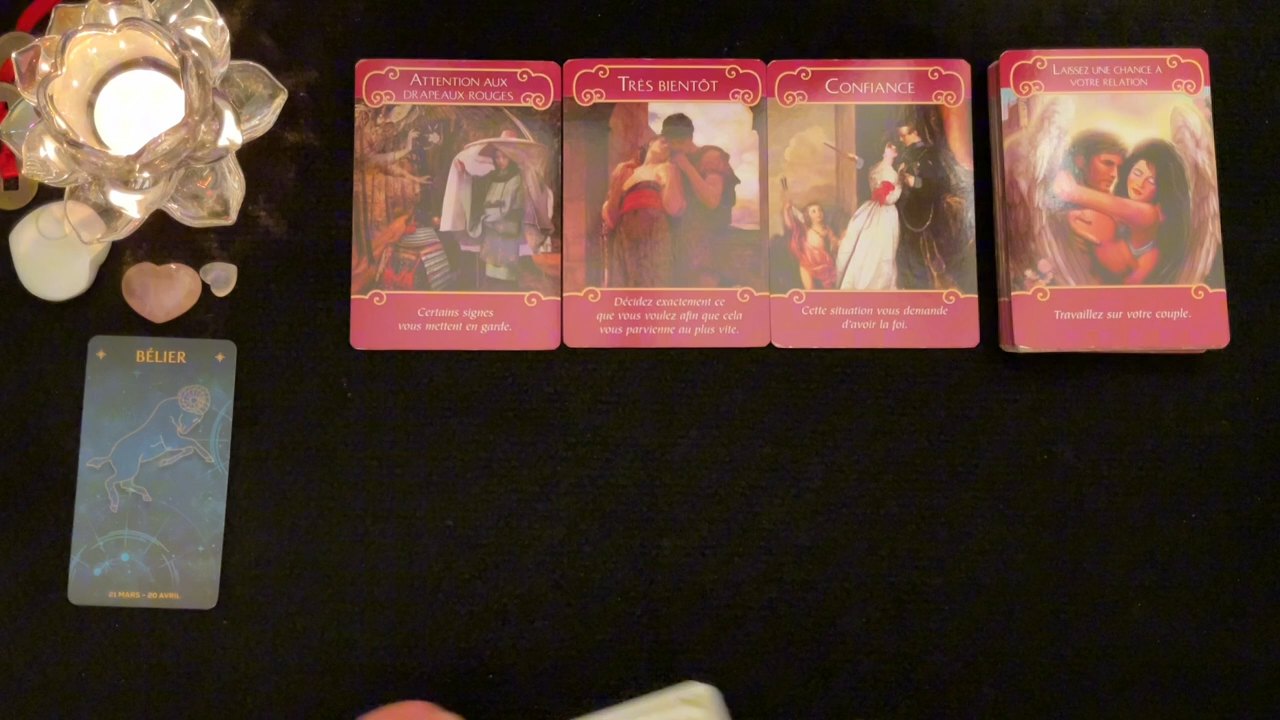 ATTENTION AUX
DRAPEAUX ROUGES
Certains signes
vous mettent en garde.
TRÈS BIENTÔT
Décidez exactement ce
que vous voulez afin que cela
vous parvienne au plus vite.
CONFIANCE
Cette situation vous demande
d'avoir la foi.
LAISSEZ UNE CHANCE À
VOTRE RELATION
Travaillez sur votre couple.
BÉLIER
21 MARS - 20 AVRIL